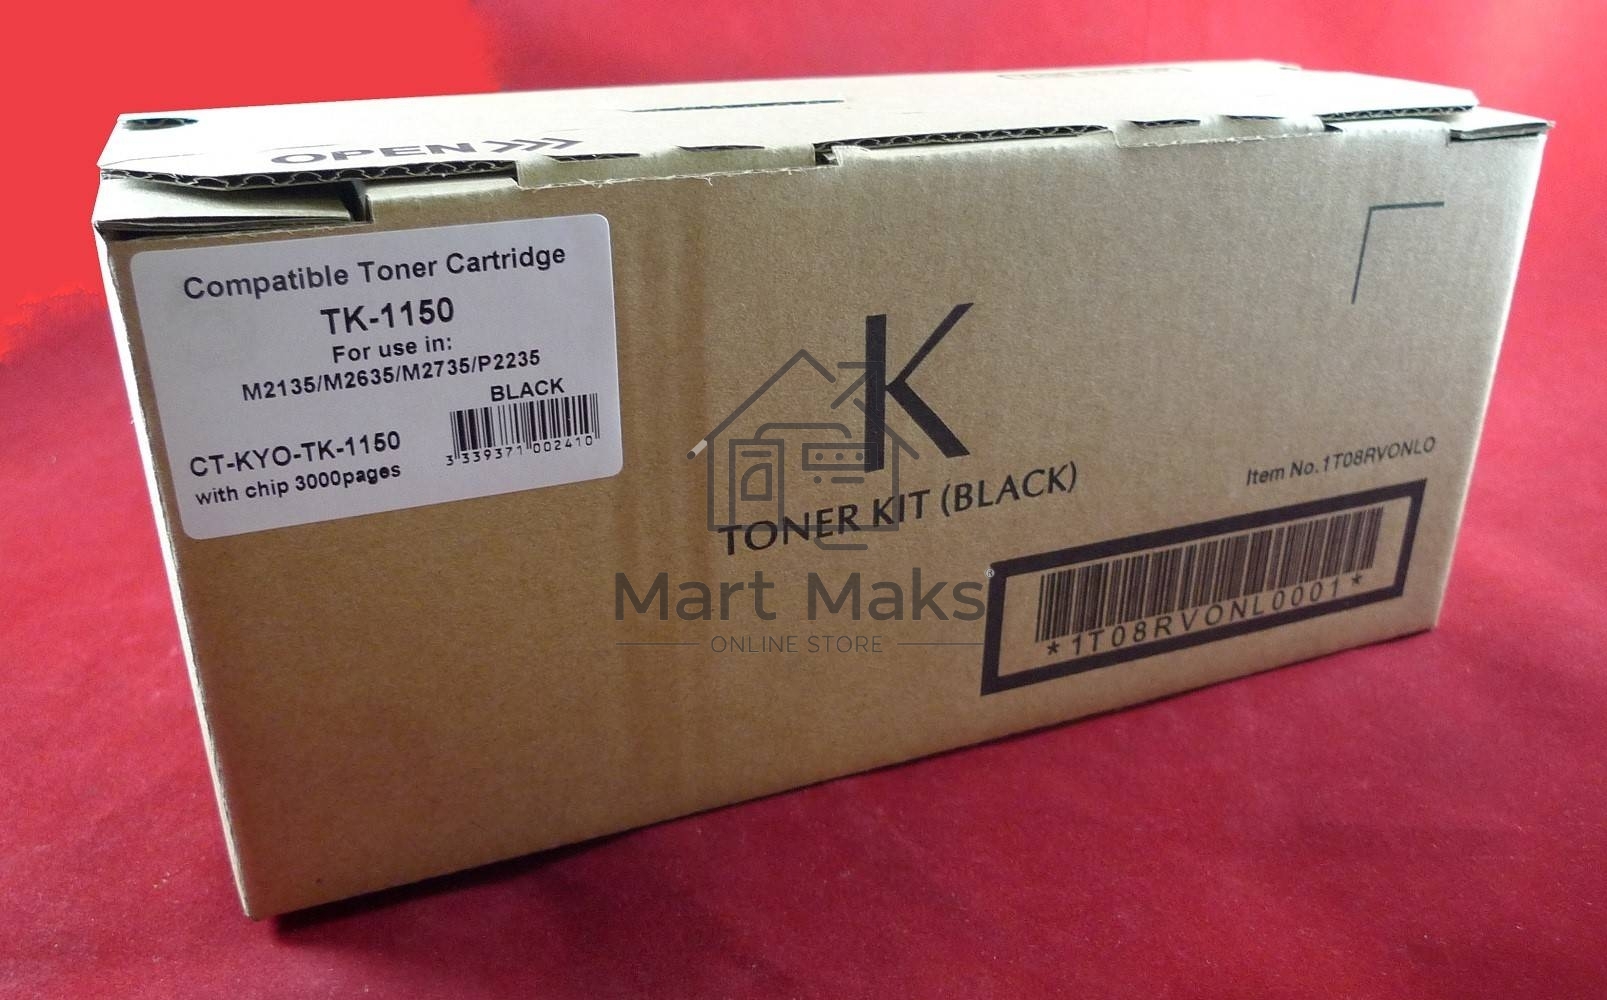 OPEN
Compatible Toner Cartridge
TK-1150
For use in:
M2135/M2635/M2735/P2235
BLACK
3 339371 002410
CT-KYO-TK-1150
with chip 3000pages
K
TONER KIT (BLACK)
Item No.1T08RVONLO
*1T08RVONL0001*
Mart Maks®
ONLINE STORE